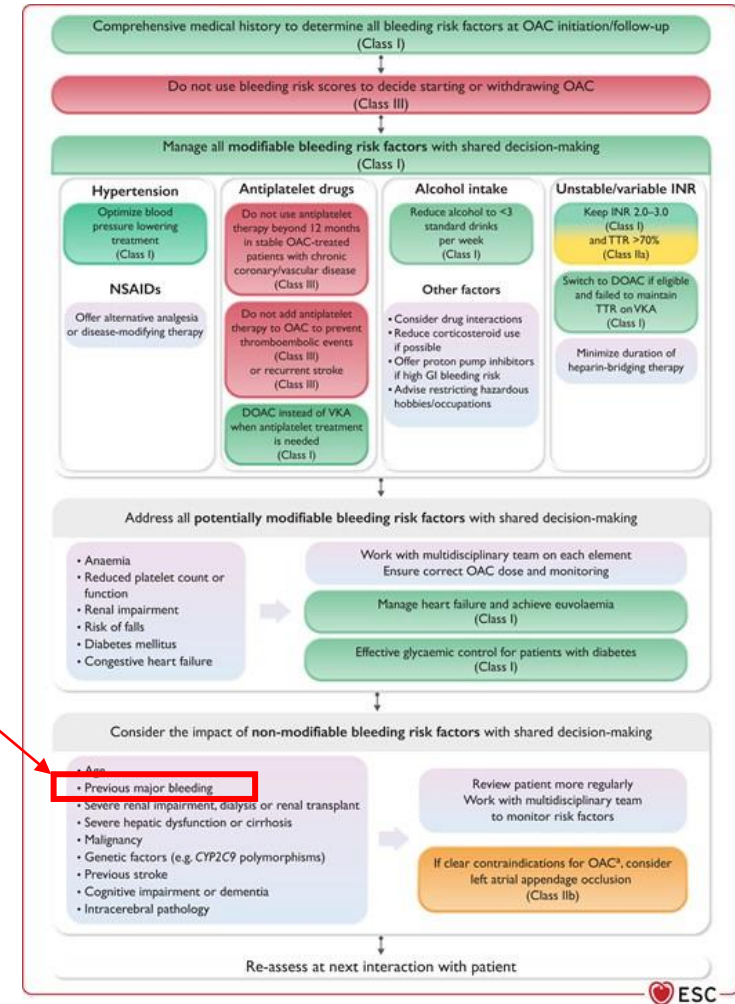 Comprehensive medical history to determine all bleeding risk factors at OAC initiation/follow-up
(Class I)
Do not use bleeding risk scores to decide starting or withdrawing OAC
(Class III)
Manage all modifiable bleeding risk factors with shared decision-making
(Class I)
Hypertension
Optimize blood
pressure lowering
treatment
(Class I)
NSAIDs
Offer alternative analgesia
or disease-modifying therapy
Antiplatelet drugs
Do not use antiplatelet
therapy beyond 12 months
in stable OAC-treated
patients with chronic
coronary/vascular disease
(Class III)
Do not add antiplatelet
therapy to OAC to prevent
thromboembolic events
(Class III)
or recurrent stroke
(Class III)
DOAC instead of VKA
when antiplatelet treatment
is needed
(Class I)
Alcohol intake
Reduce alcohol to <3
standard drinks
per week
(Class I)
Other factors
• Consider drug interactions
• Reduce corticosteroid use
if possible
• Offer proton pump inhibitors
if high GI bleeding risk
• Advise restricting hazardous
hobbies/occupations
Unstable/variable INR
Keep INR 2.0–3.0
(Class I)
and TTR >70%
(Class IIa)
Switch to DOAC if eligible
and failed to maintain
TTR on VKA
(Class I)
Minimize duration of
heparin-bridging therapy
Address all potentially modifiable bleeding risk factors with shared decision-making
• Anaemia
• Reduced platelet count or
function
• Renal impairment
• Risk of falls
• Diabetes mellitus
• Congestive heart failure
Work with multidisciplinary team on each element
Ensure correct OAC dose and monitoring
Manage heart failure and achieve euvolaemia
(Class I)
Effective glycaemic control for patients with diabetes
(Class I)
Consider the impact of non-modifiable bleeding risk factors with shared decision-making
• Age
• Previous major bleeding
• Severe renal impairment, dialysis or renal transplant
• Severe hepatic dysfunction or cirrhosis
• Malignancy
• Genetic factors (e.g. CYP2C9 polymorphisms)
• Previous stroke
• Cognitive impairment or dementia
• Intracerebral pathology
Review patient more regularly
Work with multidisciplinary team
to monitor risk factors
If clear contraindications for OACª, consider
left atrial appendage occlusion
(Class IIb)
Re-assess at next interaction with patient
ESC